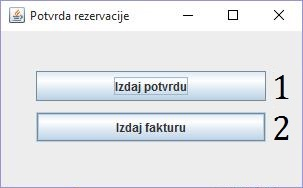 Potvrda rezervacije
Izdaj potvrdu 1
Izdaj fakturu 2